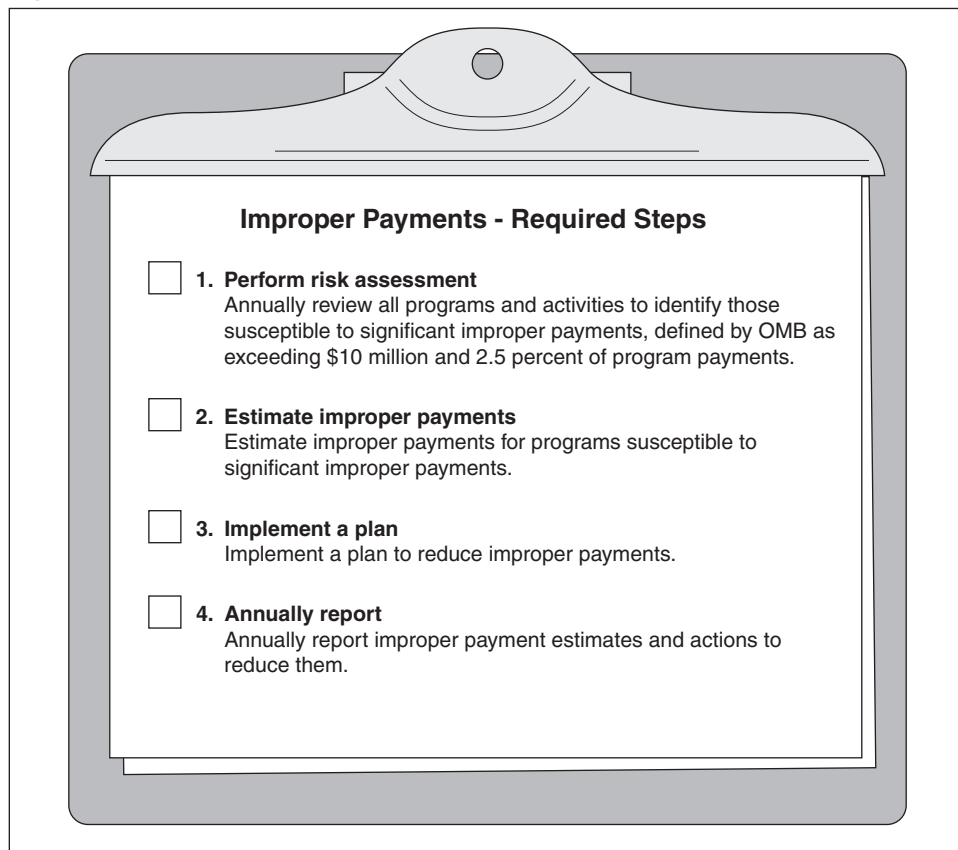 Improper Payments - Required Steps
1. Perform risk assessment
Annually review all programs and activities to identify those
susceptible to significant improper payments, defined by OMB as
exceeding $10 million and 2.5 percent of program payments.
2. Estimate improper payments
Estimate improper payments for programs susceptible to
significant improper payments.
3. Implement a plan
Implement a plan to reduce improper payments.
4. Annually report
Annually report improper payment estimates and actions to
reduce them.